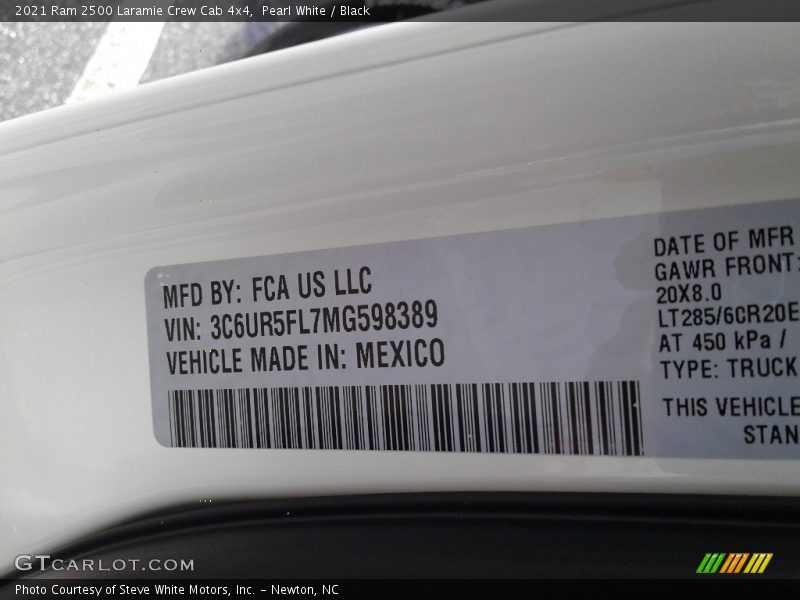 2021 Ram 2500 Laramie Crew Cab 4x4, Pearl White / Black
MFD BY: FCA US LLC
VIN: 3C6UR5FL7MG598389
VEHICLE MADE IN: MEXICO
DATE OF MFR
GAWR FRONT:
20X8.0
LT285/6CR20E
AT 450 kPa /
TYPE: TRUCK
THIS VEHICLE
STAN
GTCARLOT.COM
Photo Courtesy of Steve White Motors, Inc. – Newton, NC